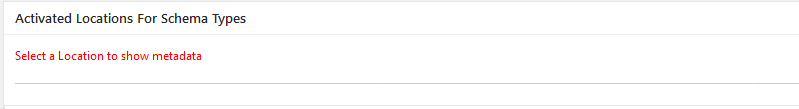 Activated Locations For Schema Types
Select a Location to show metadata